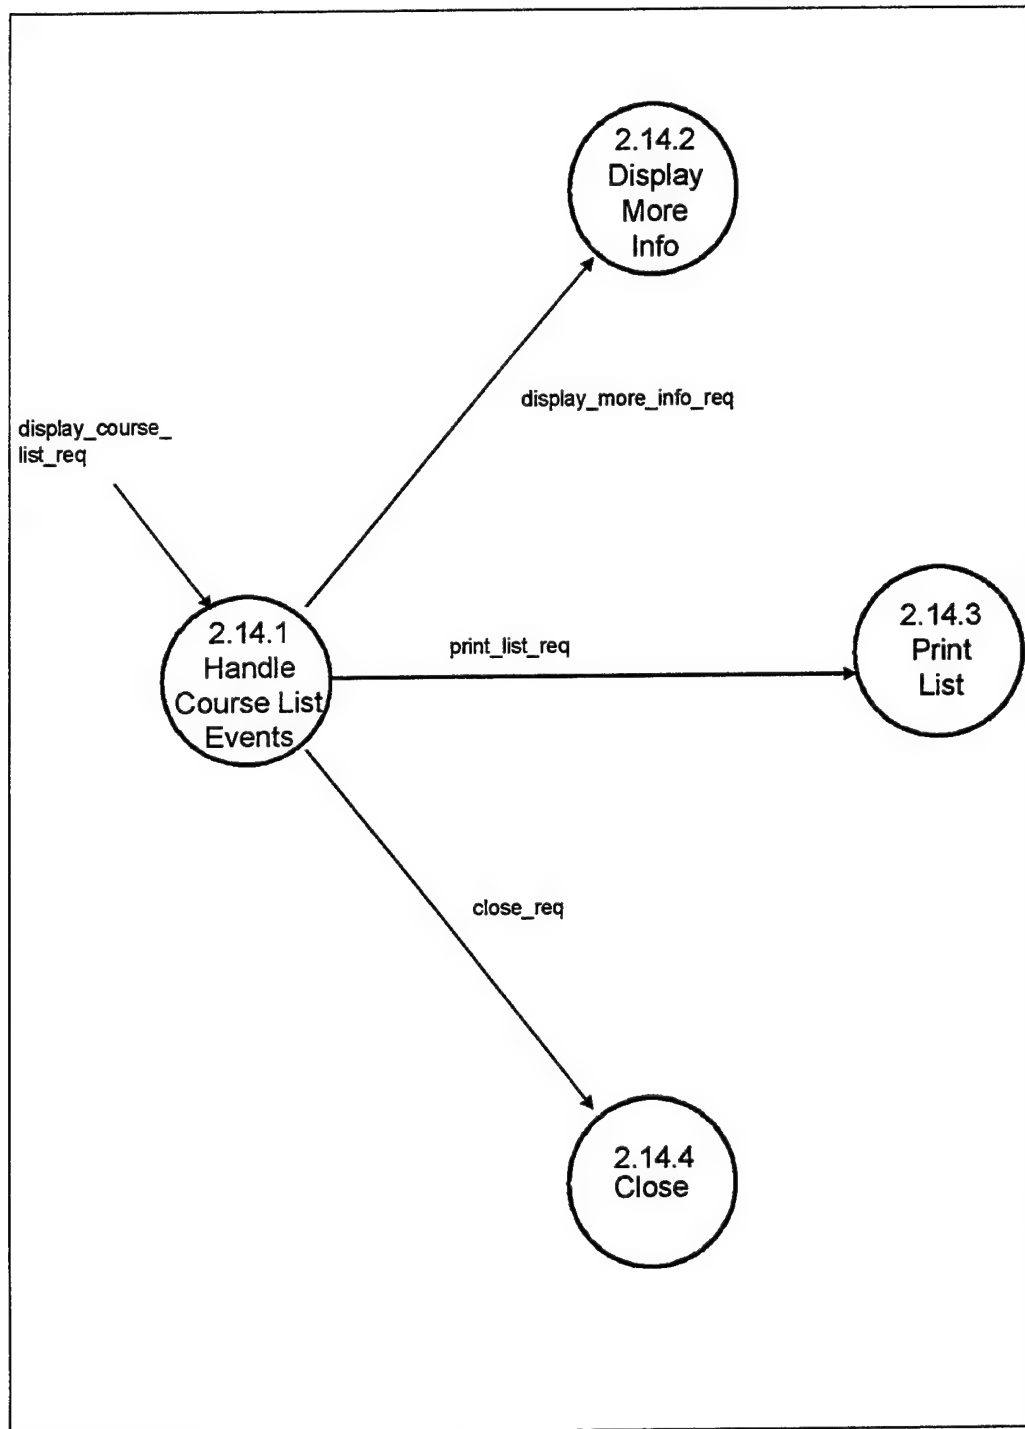 2.14.2
Display
More
Info
display_more_info_req
display_course_
list_req
2.14.1
Handle
Course List
Events
print_list_req
2.14.3
Print
List
close_req
2.14.4
Close